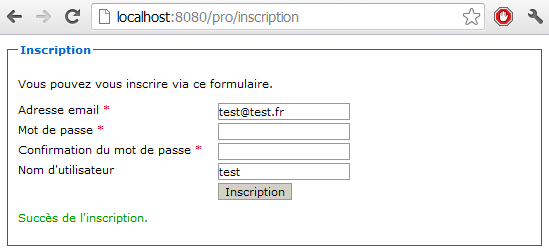 localhost:8080/pro/inscription
Inscription
Vous pouvez vous inscrire via ce formulaire.
Adresse email * test@test.fr
Mot de passe *
Confirmation du mot de passe *
Nom d'utilisateur test
Inscription
Succès de l'inscription.